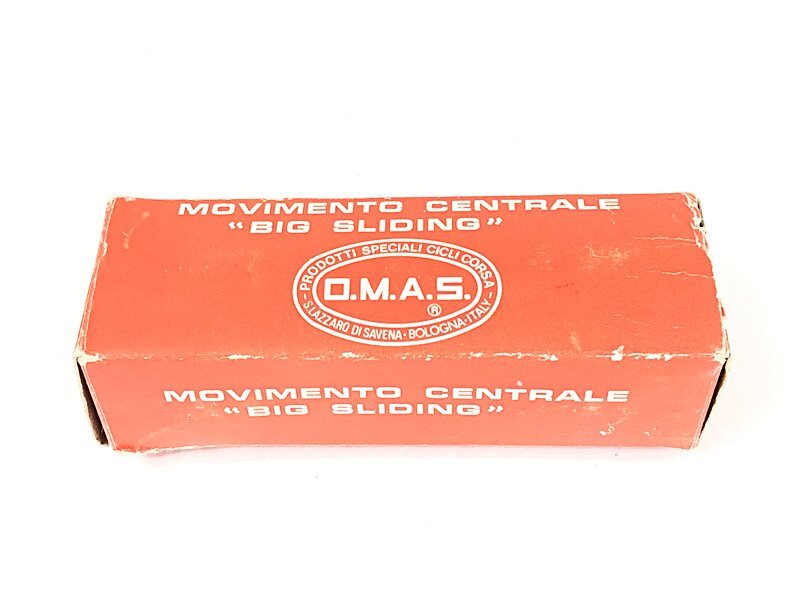 MOVIMENTO CENTRALE
“BIG SLIDING”
PRODOTTI SPECIALI CICLI CORSA
O.M.A.S.
®
- S.LAZZARO DI SAVENA - BOLOGNA - ITALY -
MOVIMENTO CENTRALE
“BIG SLIDING”